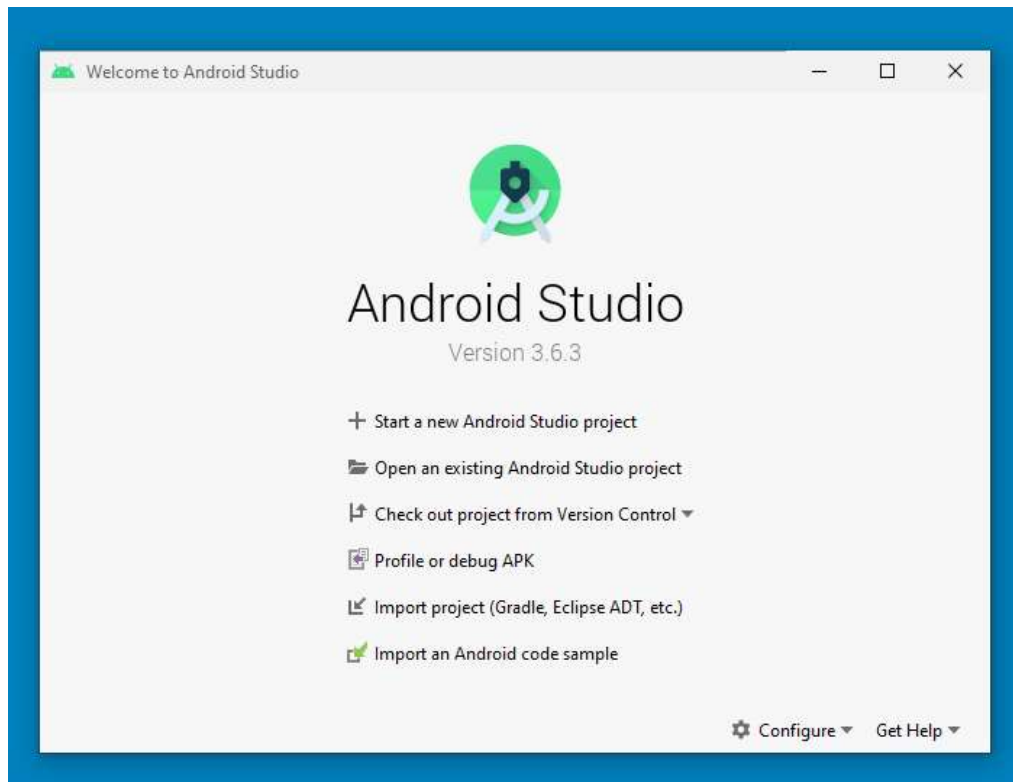 Welcome to Android Studio
Android Studio
Version 3.6.3
Start a new Android Studio project
Open an existing Android Studio project
Check out project from Version Control
Profile or debug APK
Import project (Gradle, Eclipse ADT, etc.)
Import an Android code sample
Configure Get Help